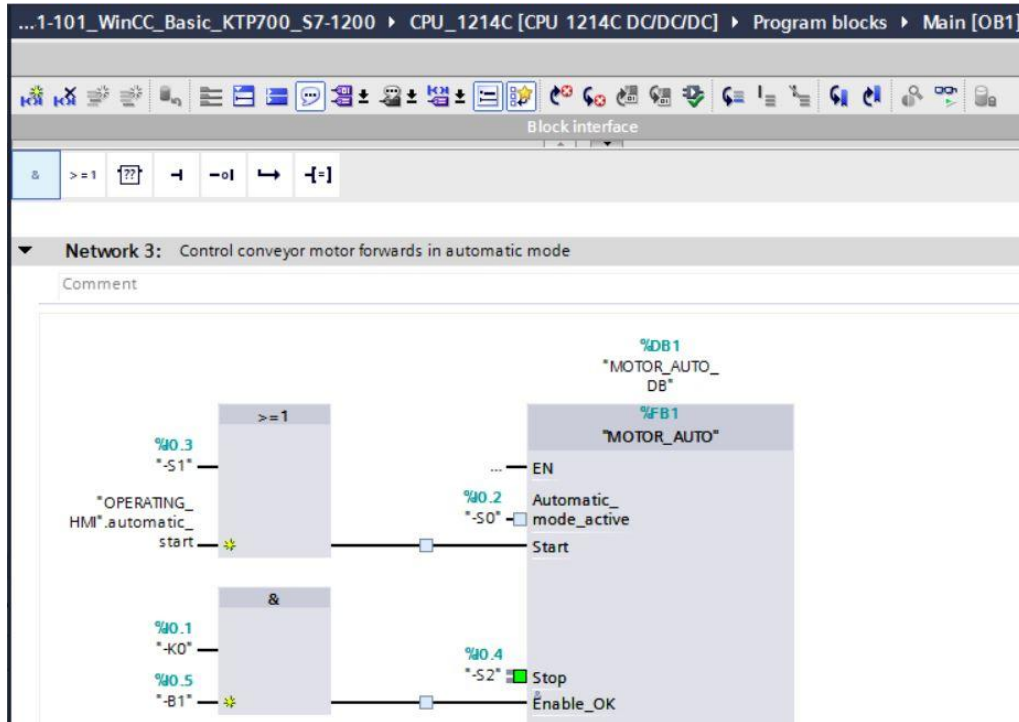 ...1-101_WinCC_Basic_KTP700_S7-1200 ▸ CPU_1214C [CPU 1214C DC/DC/DC] ▸ Program blocks ▸ Main [OB1]
Block interface
& >=1 ??
Network 3: Control conveyor motor forwards in automatic mode
Comment
%DB1
"MOTOR_AUTO_
DB"
>=1
%FB1
"MOTOR_AUTO"
%I0.3
"-S1"
... EN
"OPERATING_
HMI".automatic_
start
%I0.2
"-S0"
Automatic_
mode_active
Start
&
%I0.1
"-K0"
%I0.4
"-S2"
Stop
%I0.5
"-B1"
Enable_OK